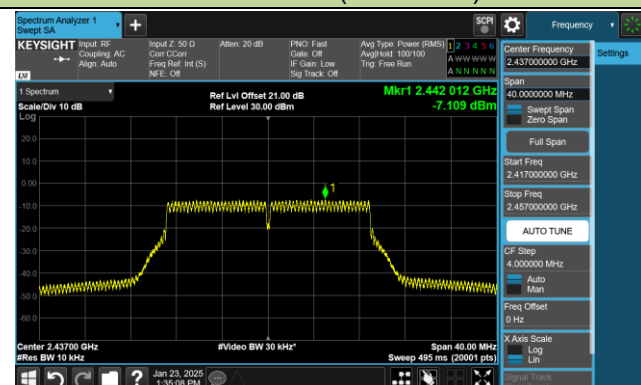 Spectrum Analyzer 1
Swept SA
SCPI
Frequency
KEYSIGHT
Input: RF
Coupling: AC
Align: Auto
Input Z: 50 Ω
Corr CCorr
Freq Ref: Int (S)
NFE: Off
Atten: 20 dB
PNO: Fast
Gate: Off
IF Gain: Low
Sig Track: Off
Avg Type: Power (RMS)
Avg|Hold: 100/100
Trig: Free Run
1 2 3 4 5 6
A W W W W W
A N N N N N
LXI
Center Frequency
2.437000000 GHz
Settings
Span
40.0000000 MHz
Swept Span
Zero Span
Full Span
Start Freq
2.417000000 GHz
Stop Freq
2.457000000 GHz
AUTO TUNE
CF Step
4.000000 MHz
Auto
Man
Freq Offset
0 Hz
X Axis Scale
Log
Lin
Signal Track
1 Spectrum
Scale/Div 10 dB
Log
Ref Lvl Offset 21.00 dB
Ref Level 30.00 dBm
Mkr1 2.442 012 GHz
-7.109 dBm
20.0
10.0
0.00
-10.0
-20.0
-30.0
-40.0
-50.0
-60.0
1
Center 2.43700 GHz
#Res BW 10 kHz
#Video BW 30 kHz*
Span 40.00 MHz
Sweep 495 ms (20001 pts)
Jan 23, 2025
1:35:08 PM